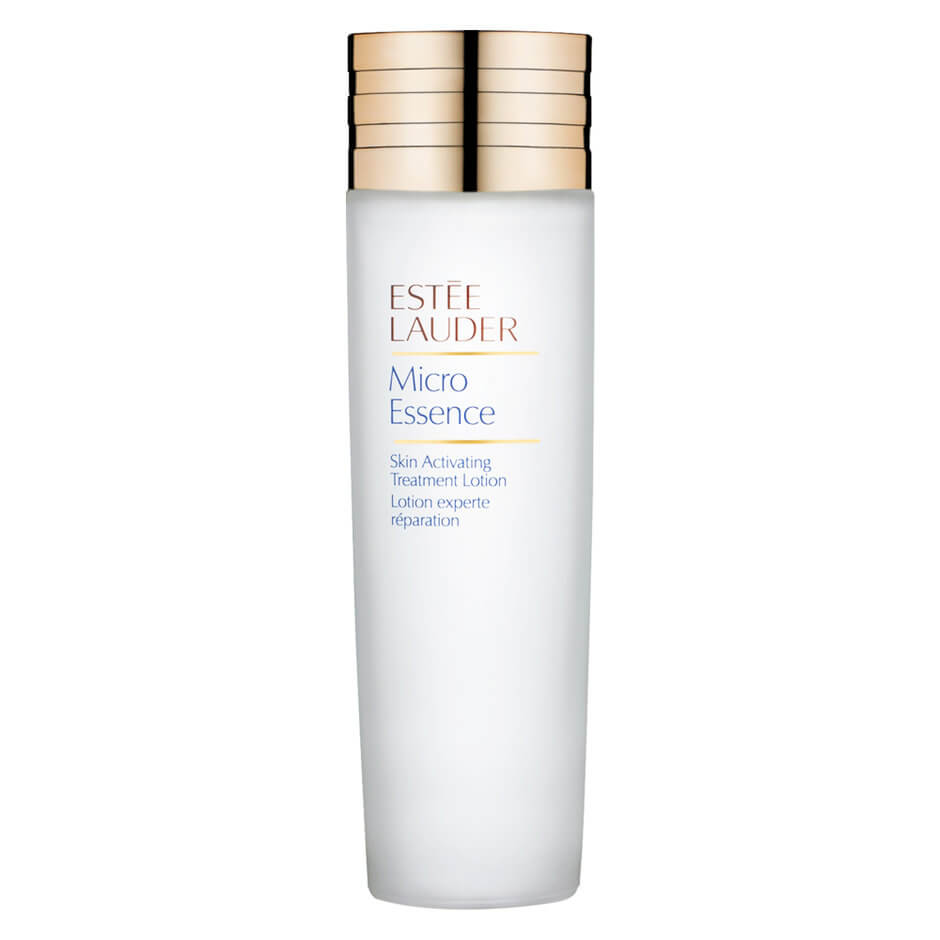 ESTĒE
LAUDER
Micro
Essence
Skin Activating
Treatment Lotion
Lotion experte
réparation